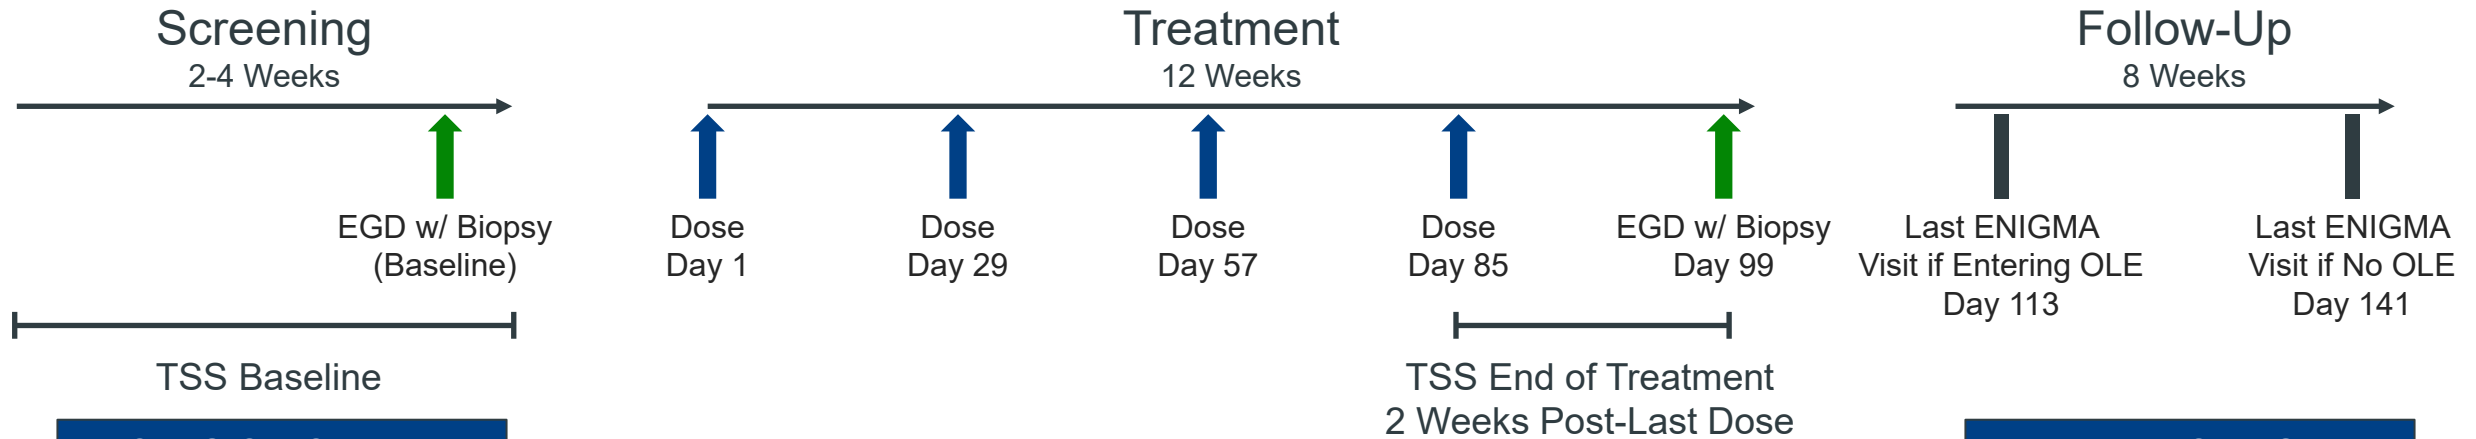 Screening
2-4 Weeks
Treatment
12 Weeks
Follow-Up
8 Weeks
EGD w/ Biopsy
(Baseline)
Dose
Day 1
Dose
Day 29
Dose
Day 57
Dose
Day 85
EGD w/ Biopsy
Day 99
Last ENIGMA
Visit if Entering OLE
Day 113
Last ENIGMA
Visit if No OLE
Day 141
TSS Baseline
TSS End of Treatment
2 Weeks Post-Last Dose